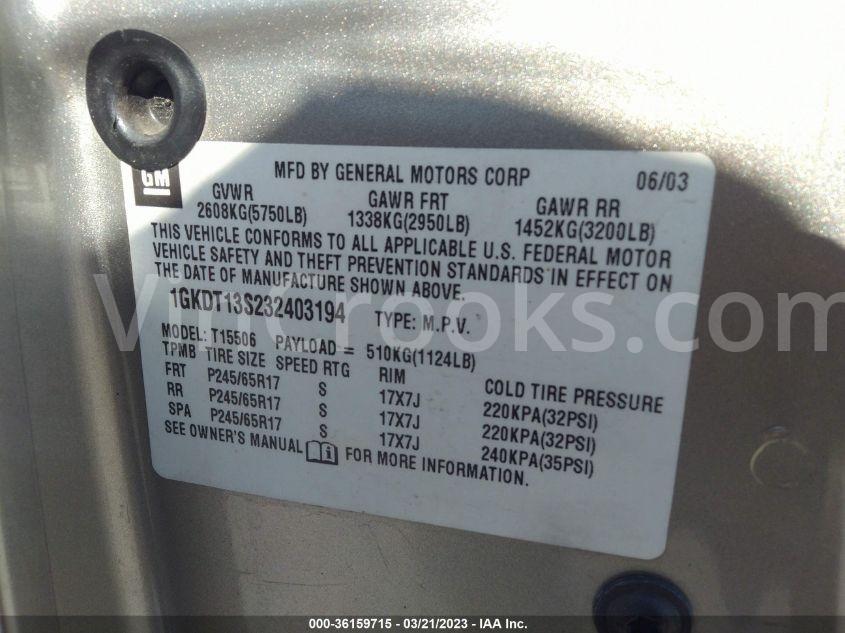 GM
MFD BY GENERAL MOTORS CORP 06/03
GVWR GAWR FRT GAWR RR
2608KG(5750LB) 1338KG(2950LB) 1452KG(3200LB)
THIS VEHICLE CONFORMS TO ALL APPLICABLE U.S. FEDERAL MOTOR
VEHICLE SAFETY AND THEFT PREVENTION STANDARDS IN EFFECT ON
THE DATE OF MANUFACTURE SHOWN ABOVE.
1GKDT13S232403194 TYPE: M.P.V.
VinCrooks.com
MODEL: T15506 PAYLOAD = 510KG(1124LB)
TPMB TIRE SIZE SPEED RTG RIM COLD TIRE PRESSURE
FRT P245/65R17 S 17X7J 220KPA(32PSI)
RR P245/65R17 S 17X7J 220KPA(32PSI)
SPA P245/65R17 S 17X7J 240KPA(35PSI)
SEE OWNER'S MANUAL i FOR MORE INFORMATION.
000-36159715 - 03/21/2023 - IAA Inc.